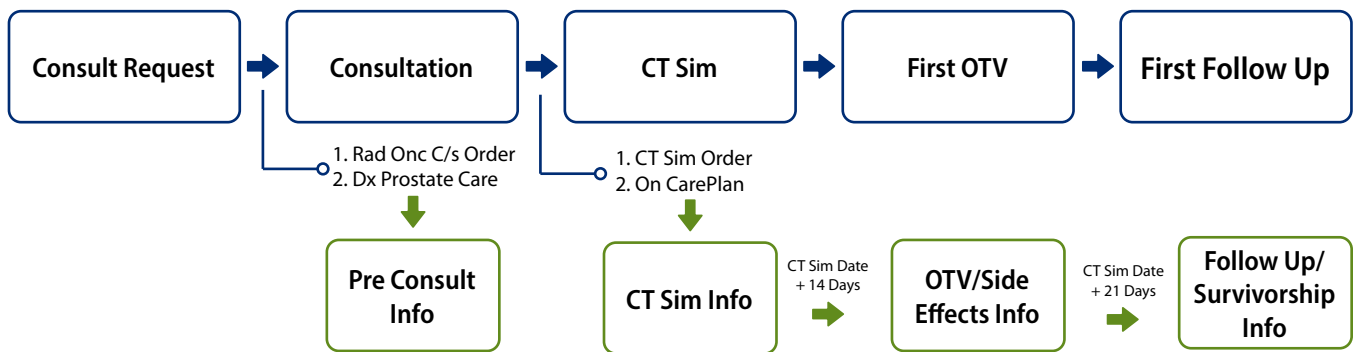 Consult Request
Consultation
CT Sim
First OTV
First Follow Up
1. Rad Onc C/s Order
2. Dx Prostate Care
1. CT Sim Order
2. On CarePlan
Pre Consult
Info
CT Sim Info
CT Sim Date
+ 14 Days
OTV/Side
Effects Info
CT Sim Date
+ 21 Days
Follow Up/
Survivorship
Info